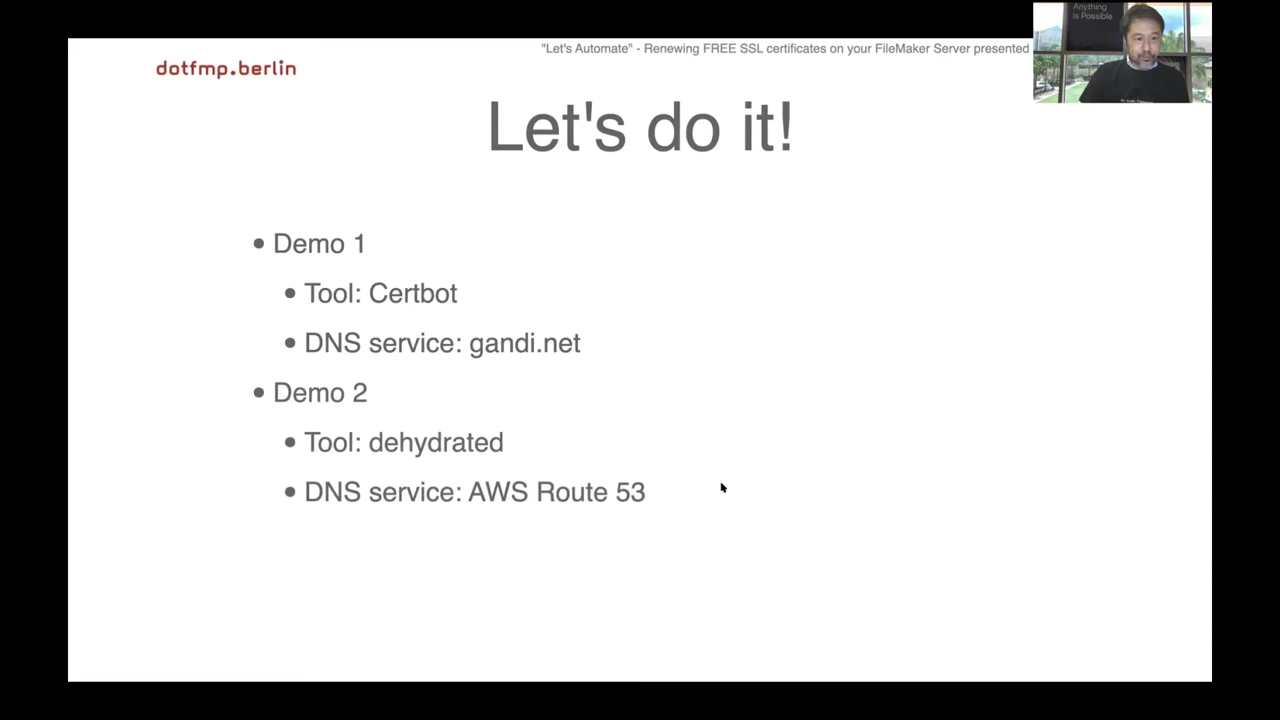 Anything
Is Possible
"Let's Automate" - Renewing FREE SSL certificates on your FileMaker Server presented
dotfmp.berlin
Let's do it!
• Demo 1
• Tool: Certbot
• DNS service: gandi.net
• Demo 2
• Tool: dehydrated
• DNS service: AWS Route 53